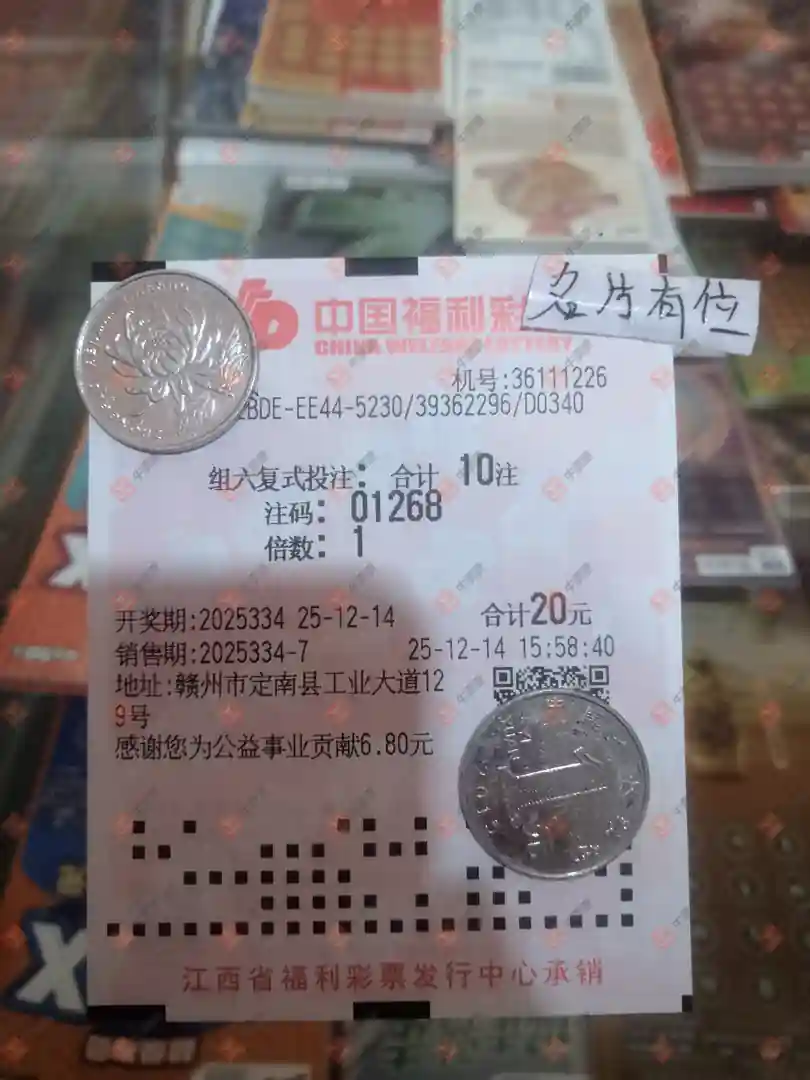 中国福利彩
CHINA WELFARE LOTTERY
名片有位
机号:36111226
BDE-EE44-5230/39362296/D0340
组六复式投注: 合计 10注
注码: 01268
倍数: 1
开奖期:2025334 25-12-14 合计20元
销售期:2025334-7 25-12-14 15:58:40
地址:赣州市定南县工业大道12
9号
感谢您为公益事业贡献6.80元
江西省福利彩票发行中心承销